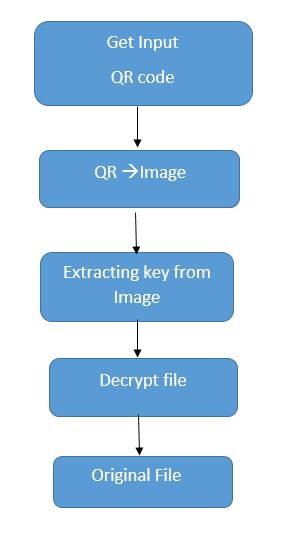 Get Input
QR code
QR →Image
Extracting key from
Image
Decrypt file
Original File